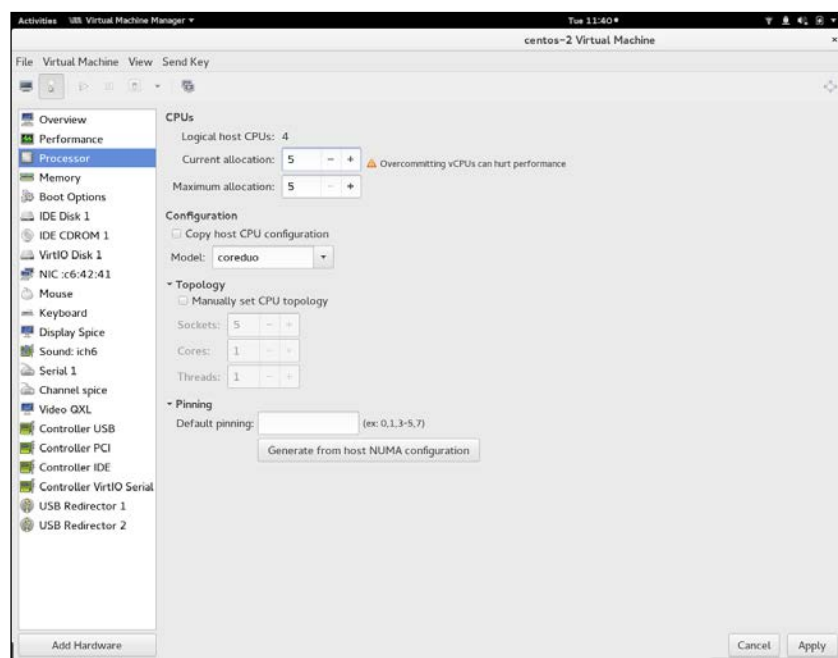 Activities Virtual Machine Manager ▾ Tue 11:40
centos-2 Virtual Machine ×
File Virtual Machine View Send Key
Overview
Performance
Processor
Memory
Boot Options
IDE Disk 1
IDE CDROM 1
VirtIO Disk 1
NIC :c6:42:41
Mouse
Keyboard
Display Spice
Sound: ich6
Serial 1
Channel spice
Video QXL
Controller USB
Controller PCI
Controller IDE
Controller VirtIO Serial
USB Redirector 1
USB Redirector 2
Add Hardware
CPUs
Logical host CPUs: 4
Current allocation: 5 - + Overcommitting vCPUs can hurt performance
Maximum allocation: 5 - +
Configuration
Copy host CPU configuration
Model: coreduo
Topology
Manually set CPU topology
Sockets: 5 - +
Cores: 1 - +
Threads: 1 - +
Pinning
Default pinning: (ex: 0,1,3-5,7)
Generate from host NUMA configuration
Cancel Apply